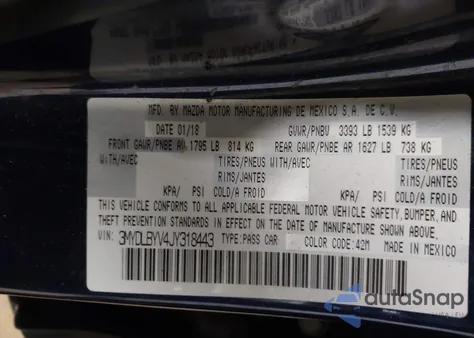 MFD. BY MAZDA MOTOR MANUFACTURING DE MEXICO S.A. DE C.V.
DATE 01/18 GVWR/PNBV 3393 LB 1539 KG
FRONT GAWR/PNBE AV 1795 LB 814 KG REAR GAWR/PNBE AR 1627 LB 738 KG
WITH/AVEC TIRES/PNEUS WITH/AVEC TIRES/PNEUS
RIMS/JANTES RIMS/JANTES
KPA/ PSI COLD/A FROID KPA/ PSI COLD/A FROID
THIS VEHICLE CONFORMS TO ALL APPLICABLE FEDERAL MOTOR VEHICLE SAFETY, BUMPER, AND
THEFT PREVENTION STANDARDS IN EFFECT ON THE DATE OF MANUFACTURE SHOWN ABOVE.
VIN: 3MYDLBYV4JY318443 TYPE: PASS CAR COLOR CODE: 42M MADE IN MEXICO
autoSnap